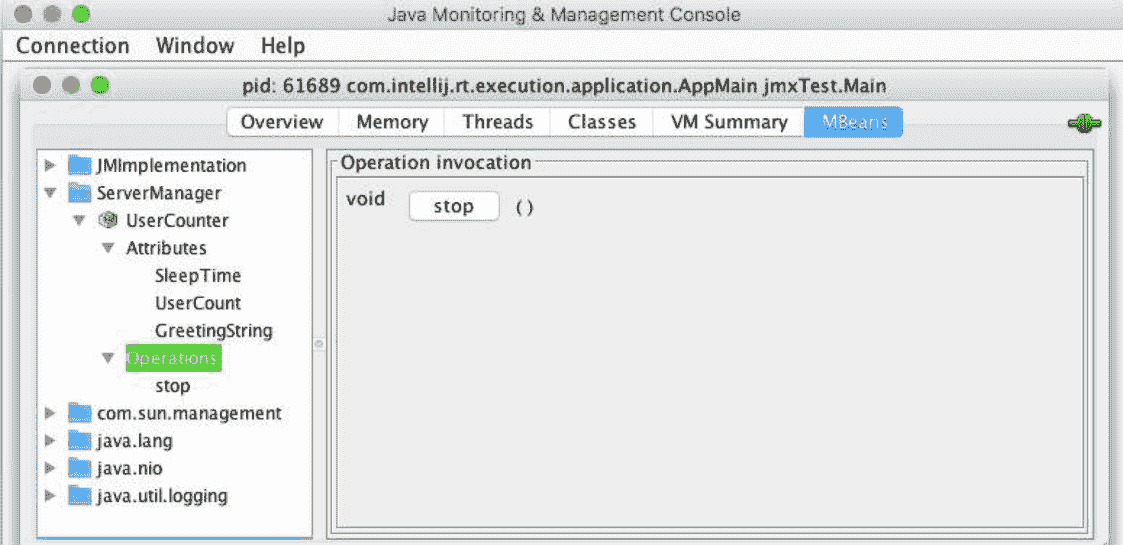 Java Monitoring & Management Console
Connection Window Help
pid: 61689 com.intellij.rt.execution.application.AppMain jmxTest.Main
Overview Memory Threads Classes VM Summary MBeans
JMImplementation
ServerManager
UserCounter
Attributes
SleepTime
UserCount
GreetingString
Operations
stop
com.sun.management
java.lang
java.nio
java.util.logging
Operation invocation
void stop ()